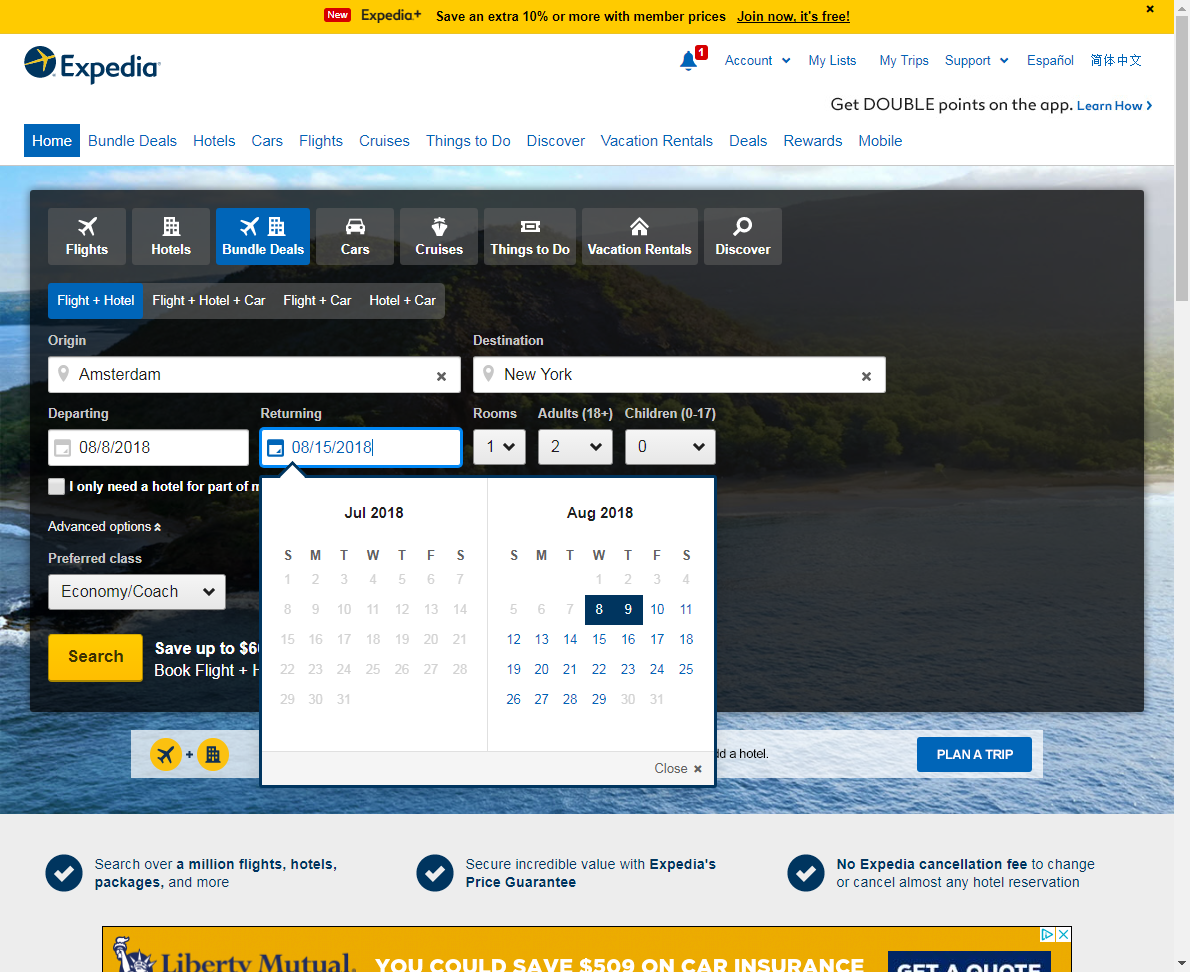 New Expedia+ Save an extra 10% or more with member prices Join now, it's free!
Expedia
1 Account My Lists My Trips Support Español 简体中文
Get DOUBLE points on the app. Learn How
Home Bundle Deals Hotels Cars Flights Cruises Things to Do Discover Vacation Rentals Deals Rewards Mobile
Flights Hotels Bundle Deals Cars Cruises Things to Do Vacation Rentals Discover
Flight + Hotel Flight + Hotel + Car Flight + Car Hotel + Car
Origin Destination
Amsterdam × New York ×
Departing Returning Rooms Adults (18+) Children (0-17)
08/8/2018 08/15/2018 1 2 0
I only need a hotel for part of m
Jul 2018 Aug 2018
Advanced options
S M T W T F S S M T W T F S
Preferred class
1 2 3 4 5 6 7 1 2 3 4
Economy/Coach
8 9 10 11 12 13 14 5 6 7 8 9 10 11
15 16 17 18 19 20 21 12 13 14 15 16 17 18
Search Save up to $6
Book Flight + H
22 23 24 25 26 27 28 19 20 21 22 23 24 25
29 30 31 26 27 28 29 30 31
+ dd a hotel. PLAN A TRIP
Close ×
Search over a million flights, hotels,
packages, and more
Secure incredible value with Expedia's
Price Guarantee
No Expedia cancellation fee to change
or cancel almost any hotel reservation
Liberty Mutual. YOU COULD SAVE $509 ON CAR INSURANCE GET A QUOTE